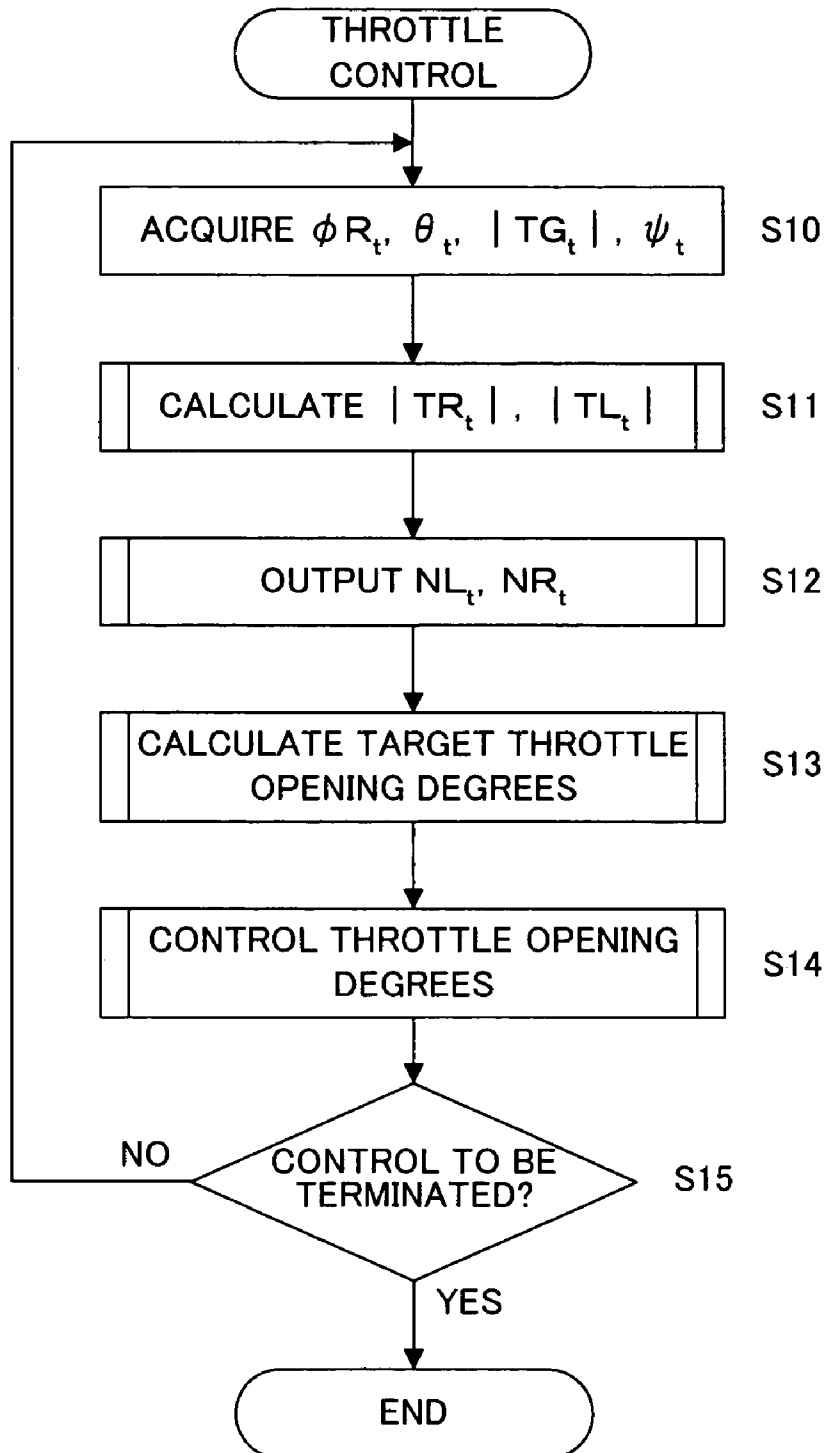 THROTTLE
CONTROL
ACQUIRE ϕR_t, θ_t, |TG_t|, ψ_t
S10
CALCULATE |TR_t|, |TL_t|
S11
OUTPUT NL_t, NR_t
S12
CALCULATE TARGET THROTTLE
OPENING DEGREES
S13
CONTROL THROTTLE OPENING
DEGREES
S14
NO
CONTROL TO BE
TERMINATED?
S15
YES
END